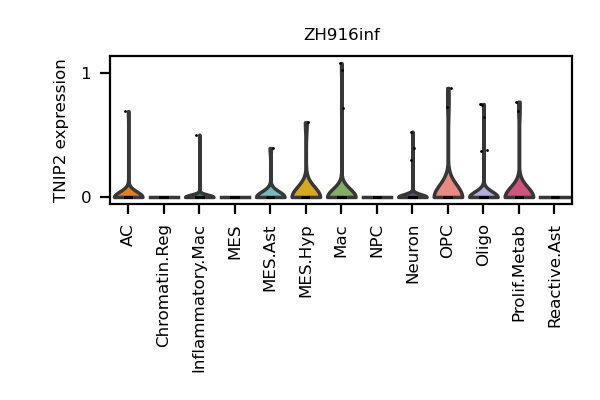 ZH916inf
TNIP2 expression
1
0
AC
Chromatin.Reg
Inflammatory.Mac
MES
MES.Ast
MES.Hyp
Mac
NPC
Neuron
OPC
Oligo
Prolif.Metab
Reactive.Ast